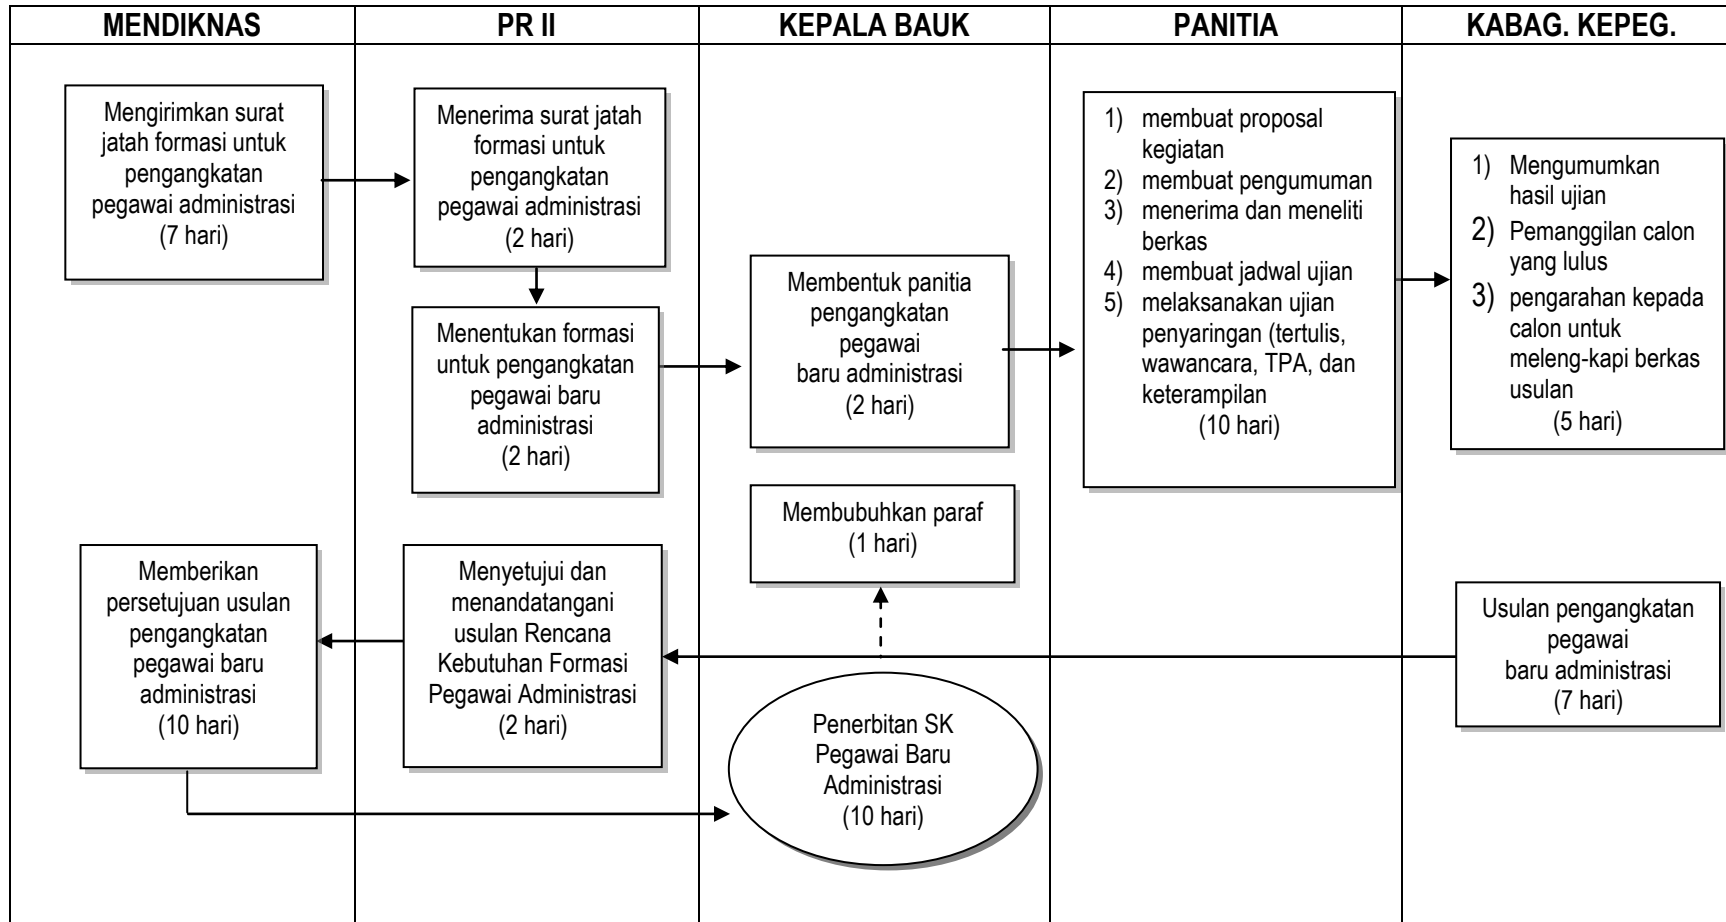 MENDIKNAS
PR II
KEPALA BAUK
PANITIA
KABAG. KEPEG.
Mengirimkan surat
jatah formasi untuk
pengangkatan
pegawai administrasi
(7 hari)
Menerima surat jatah
formasi untuk
pengangkatan
pegawai administrasi
(2 hari)
Menentukan formasi
untuk pengangkatan
pegawai baru
administrasi
(2 hari)
Membentuk panitia
pengangkatan
pegawai
baru administrasi
(2 hari)
1) membuat proposal
kegiatan
2) membuat pengumuman
3) menerima dan meneliti
berkas
4) membuat jadwal ujian
5) melaksanakan ujian
penyaringan (tertulis,
wawancara, TPA, dan
keterampilan
(10 hari)
1) Mengumumkan
hasil ujian
2) Pemanggilan calon
yang lulus
3) pengarahan kepada
calon untuk
meleng-kapi berkas
usulan
(5 hari)
Usulan pengangkatan
pegawai
baru administrasi
(7 hari)
Membubuhkan paraf
(1 hari)
Menyetujui dan
menandatangani
usulan Rencana
Kebutuhan Formasi
Pegawai Administrasi
(2 hari)
Memberikan
persetujuan usulan
pengangkatan
pegawai baru
administrasi
(10 hari)
Penerbitan SK
Pegawai Baru
Administrasi
(10 hari)